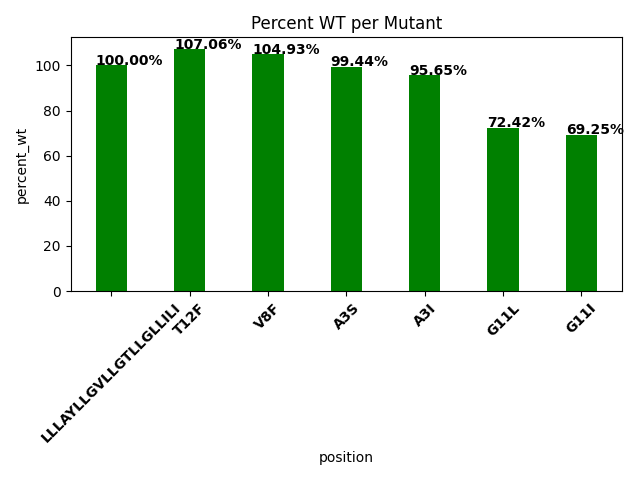 Percent WT per Mutant
percent_wt
100
80
60
40
20
0
100.00%
107.06%
104.93%
99.44%
95.65%
72.42%
69.25%
LLLAYLLGVLLGTLLGLLILI
T12F
V8F
A3S
A3I
G11L
G11I
position